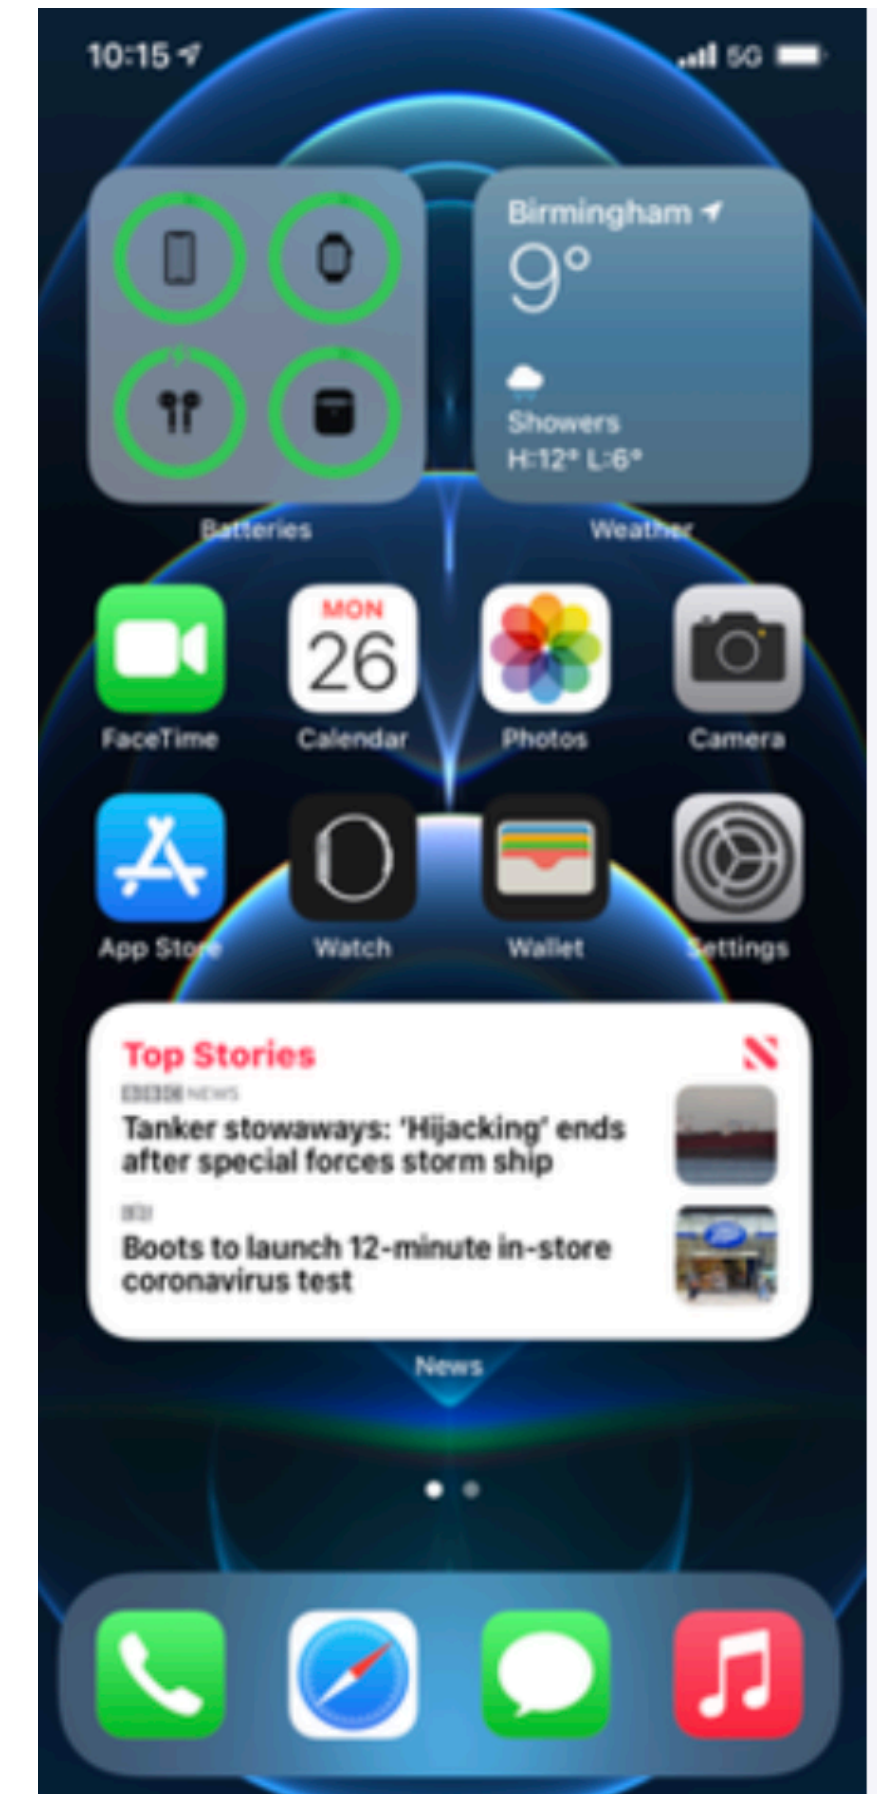 10:15
5G
Birmingham
9°
Showers
H:12° L:6°
Batteries
Weather
MON
26
FaceTime
Calendar
Photos
Camera
App Store
Watch
Wallet
Settings
Top Stories
NEWS
Tanker stowaways: ‘Hijacking’ ends
after special forces storm ship
Boots to launch 12-minute in-store
coronavirus test
News